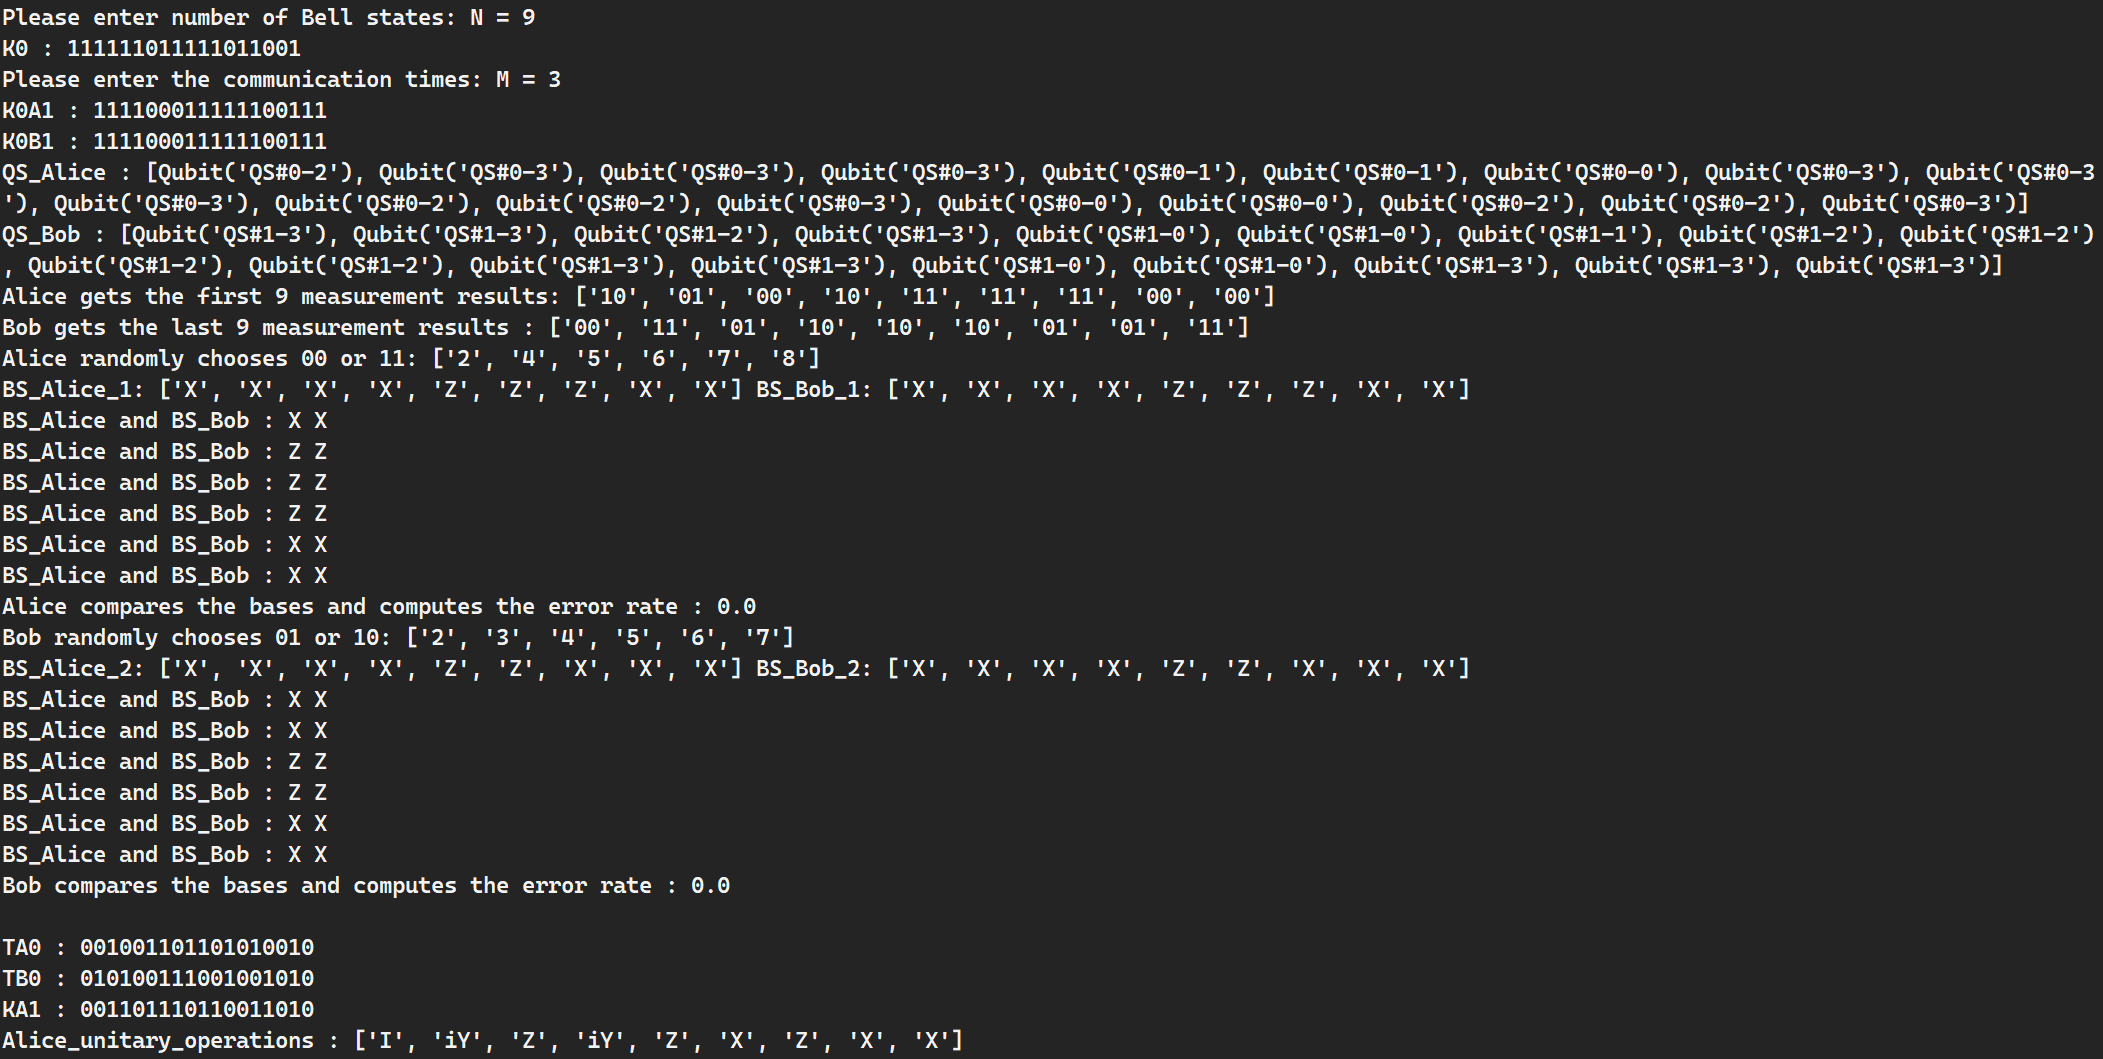 Please enter number of Bell states: N = 9
K0 : 111111011111011001
Please enter the communication times: M = 3
K0A1 : 111100011111100111
K0B1 : 111100011111100111
QS_Alice : [Qubit('QS#0-2'), Qubit('QS#0-3'), Qubit('QS#0-3'), Qubit('QS#0-3'), Qubit('QS#0-1'), Qubit('QS#0-1'), Qubit('QS#0-0'), Qubit('QS#0-3'), Qubit('QS#0-3
'), Qubit('QS#0-3'), Qubit('QS#0-2'), Qubit('QS#0-2'), Qubit('QS#0-3'), Qubit('QS#0-0'), Qubit('QS#0-0'), Qubit('QS#0-2'), Qubit('QS#0-2'), Qubit('QS#0-3')]
QS_Bob : [Qubit('QS#1-3'), Qubit('QS#1-3'), Qubit('QS#1-2'), Qubit('QS#1-3'), Qubit('QS#1-0'), Qubit('QS#1-0'), Qubit('QS#1-1'), Qubit('QS#1-2'), Qubit('QS#1-2')
, Qubit('QS#1-2'), Qubit('QS#1-2'), Qubit('QS#1-3'), Qubit('QS#1-3'), Qubit('QS#1-0'), Qubit('QS#1-0'), Qubit('QS#1-3'), Qubit('QS#1-3'), Qubit('QS#1-3')]
Alice gets the first 9 measurement results: ['10', '01', '00', '10', '11', '11', '11', '00', '00']
Bob gets the last 9 measurement results : ['00', '11', '01', '10', '10', '10', '01', '01', '11']
Alice randomly chooses 00 or 11: ['2', '4', '5', '6', '7', '8']
BS_Alice_1: ['X', 'X', 'X', 'X', 'Z', 'Z', 'Z', 'X', 'X'] BS_Bob_1: ['X', 'X', 'X', 'X', 'Z', 'Z', 'Z', 'X', 'X']
BS_Alice and BS_Bob : X X
BS_Alice and BS_Bob : Z Z
BS_Alice and BS_Bob : Z Z
BS_Alice and BS_Bob : Z Z
BS_Alice and BS_Bob : X X
BS_Alice and BS_Bob : X X
Alice compares the bases and computes the error rate : 0.0
Bob randomly chooses 01 or 10: ['2', '3', '4', '5', '6', '7']
BS_Alice_2: ['X', 'X', 'X', 'X', 'Z', 'Z', 'X', 'X', 'X'] BS_Bob_2: ['X', 'X', 'X', 'X', 'Z', 'Z', 'X', 'X', 'X']
BS_Alice and BS_Bob : X X
BS_Alice and BS_Bob : X X
BS_Alice and BS_Bob : Z Z
BS_Alice and BS_Bob : Z Z
BS_Alice and BS_Bob : X X
BS_Alice and BS_Bob : X X
Bob compares the bases and computes the error rate : 0.0
TA0 : 001001101101010010
TB0 : 010100111001001010
KA1 : 001101110110011010
Alice_unitary_operations : ['I', 'iY', 'Z', 'iY', 'Z', 'X', 'Z', 'X', 'X']